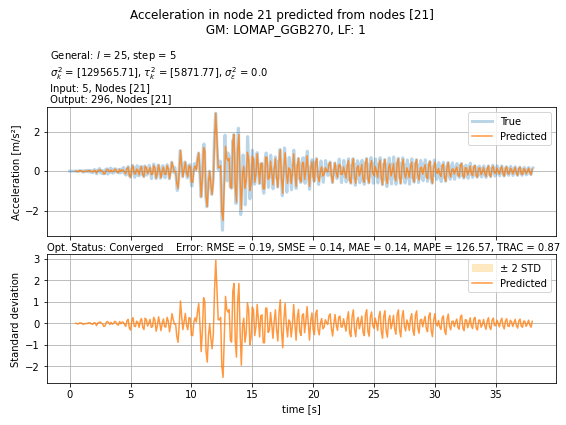 Acceleration in node 21 predicted from nodes [21]
GM: LOMAP_GGB270, LF: 1
General: l = 25, step = 5
σ²_k = [129565.71], τ²_k = [5871.77], σ²_ε = 0.0
Input: 5, Nodes [21]
Output: 296, Nodes [21]
True
Predicted
2
0
−2
Acceleration [m/s²]
Opt. Status: Converged Error: RMSE = 0.19, SMSE = 0.14, MAE = 0.14, MAPE = 126.57, TRAC = 0.87
± 2 STD
Predicted
3
2
1
0
−1
−2
Standard deviation
0 5 10 15 20 25 30 35
time [s]